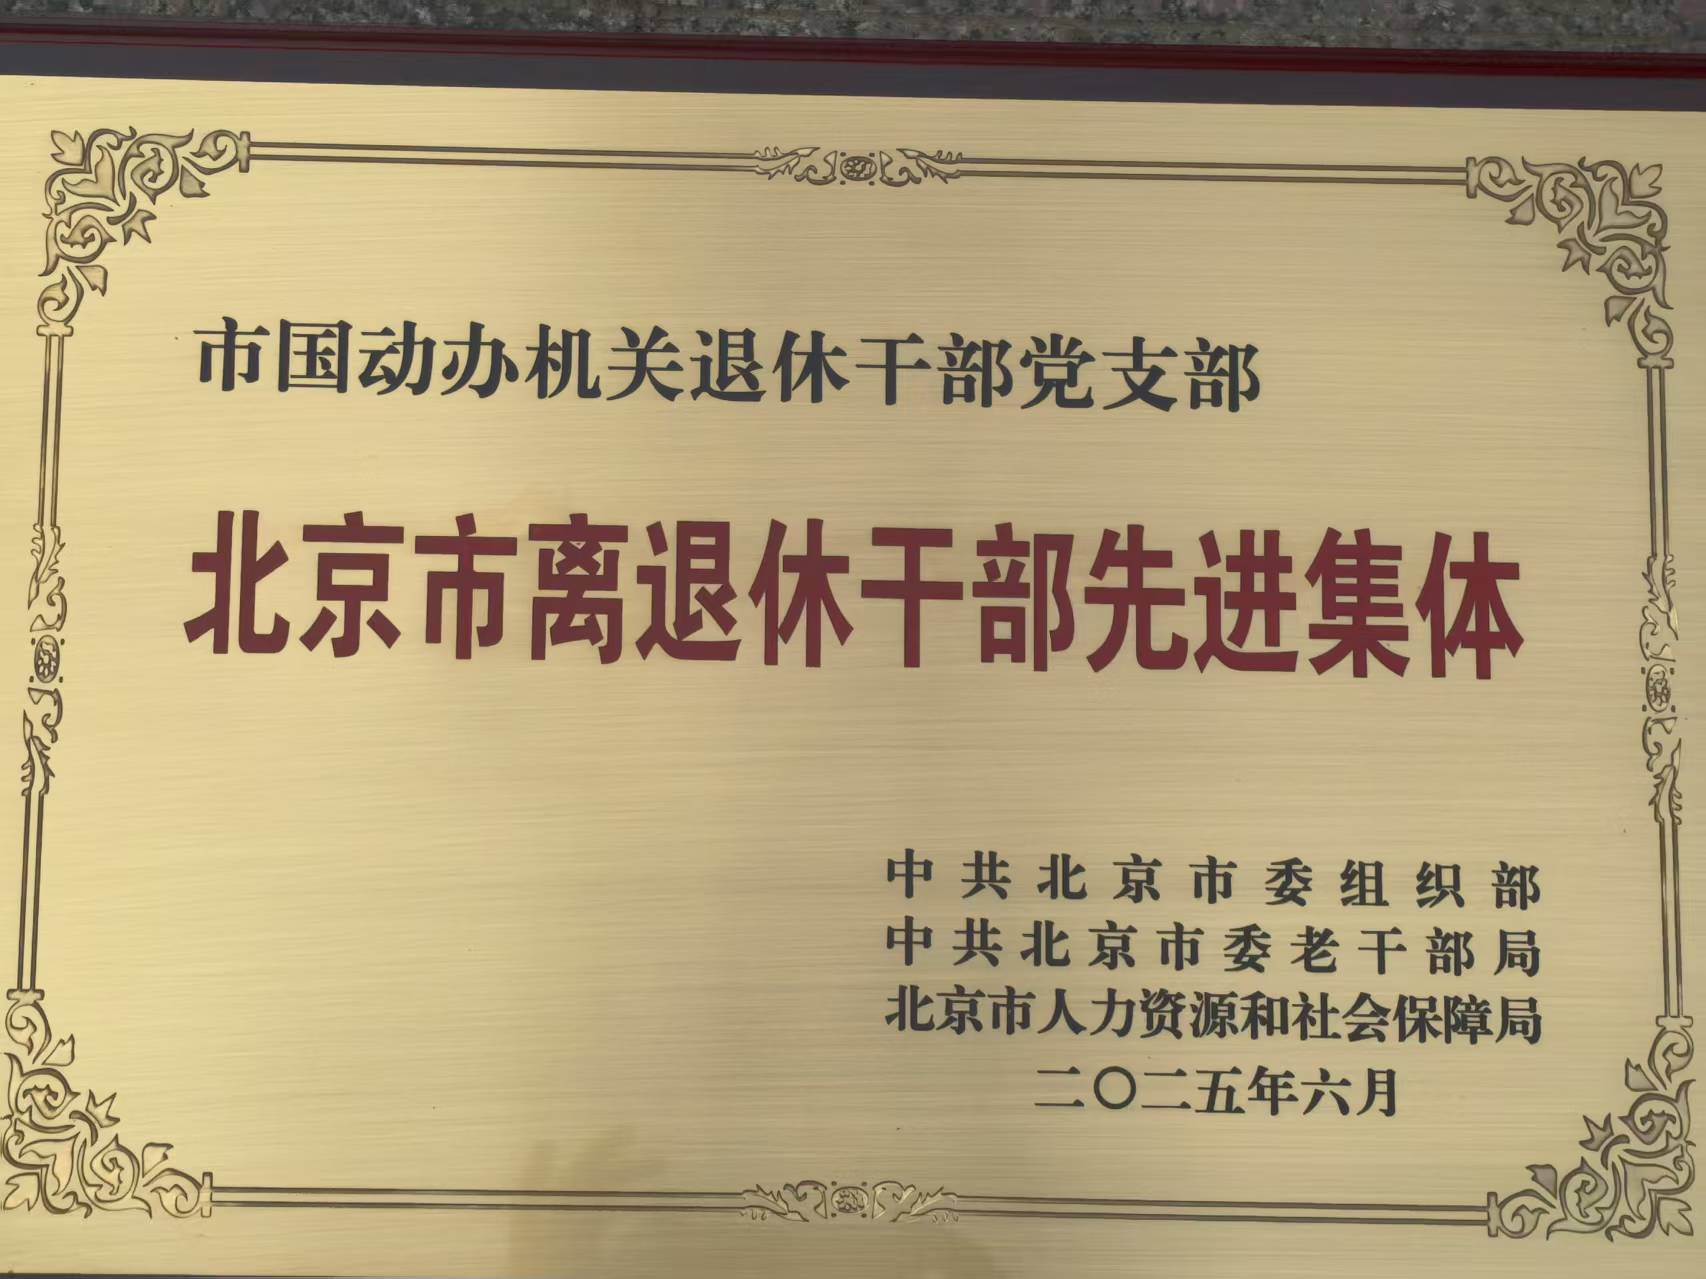 市国动办机关退休干部党支部
北京市离退休干部先进集体
中共北京市委组织部
中共北京市委老干部局
北京市人力资源和社会保障局
二〇二五年六月